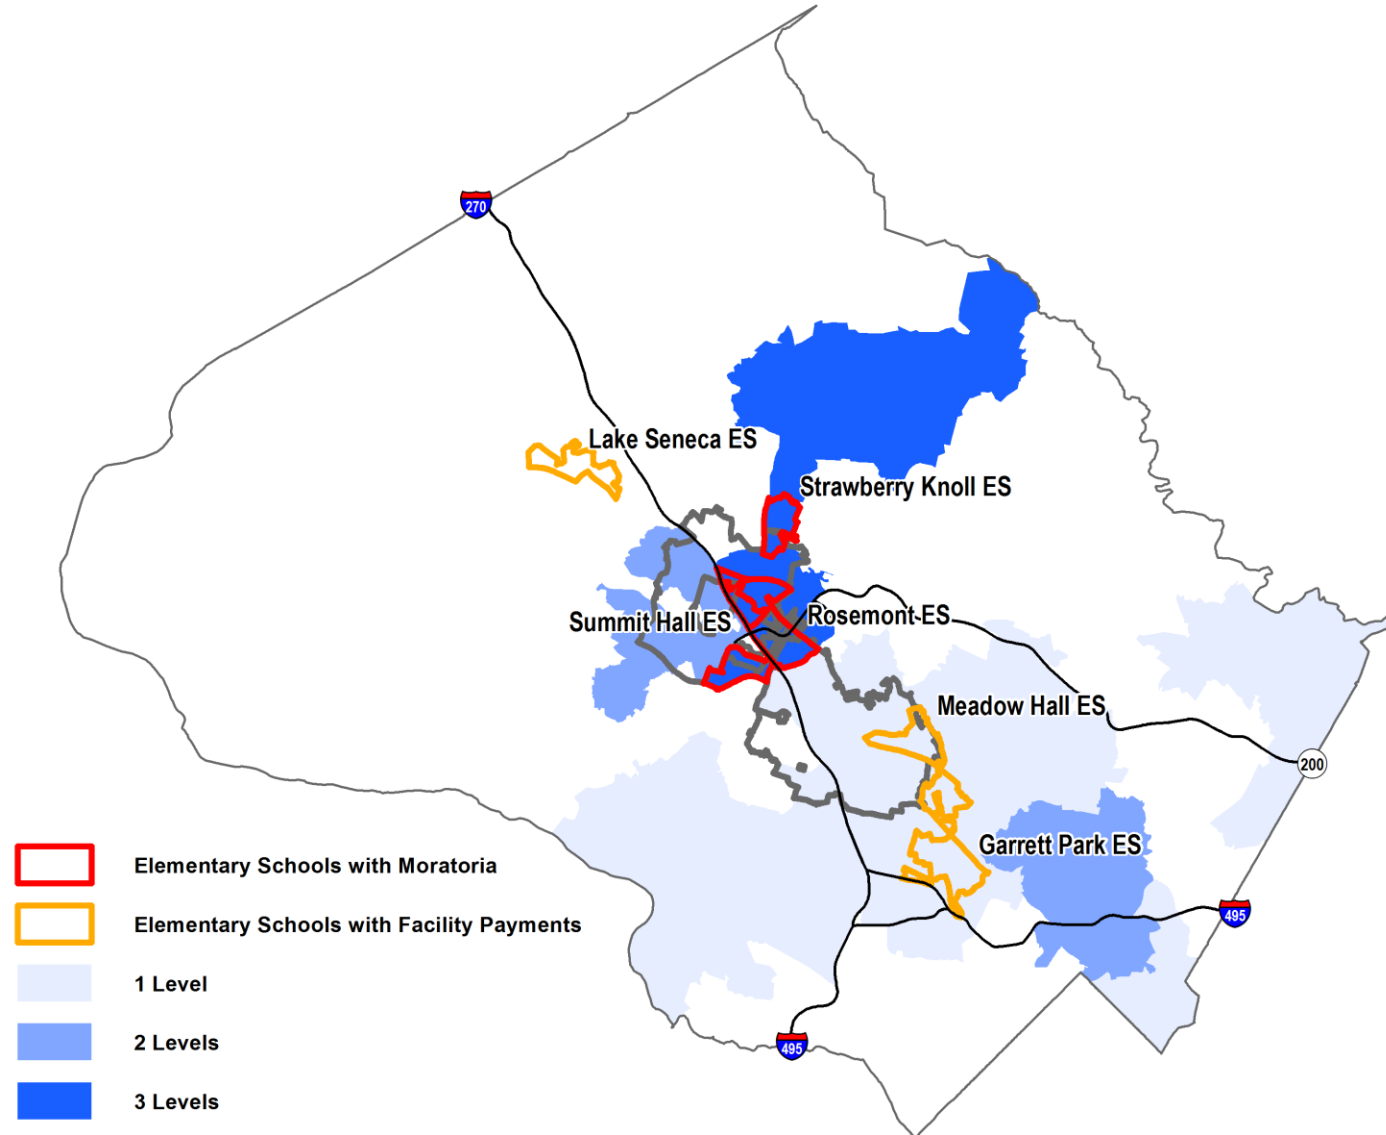 270
Lake Seneca ES
Strawberry Knoll ES
Summit Hall ES
Rosemont ES
Meadow Hall ES
200
Garrett Park ES
Elementary Schools with Moratoria
495
Elementary Schools with Facility Payments
1 Level
2 Levels
495
3 Levels